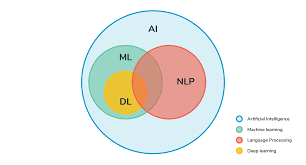 AI
ML
NLP
DL
Artificial Intelligence
Machine learning
Language Processing
Deep learning